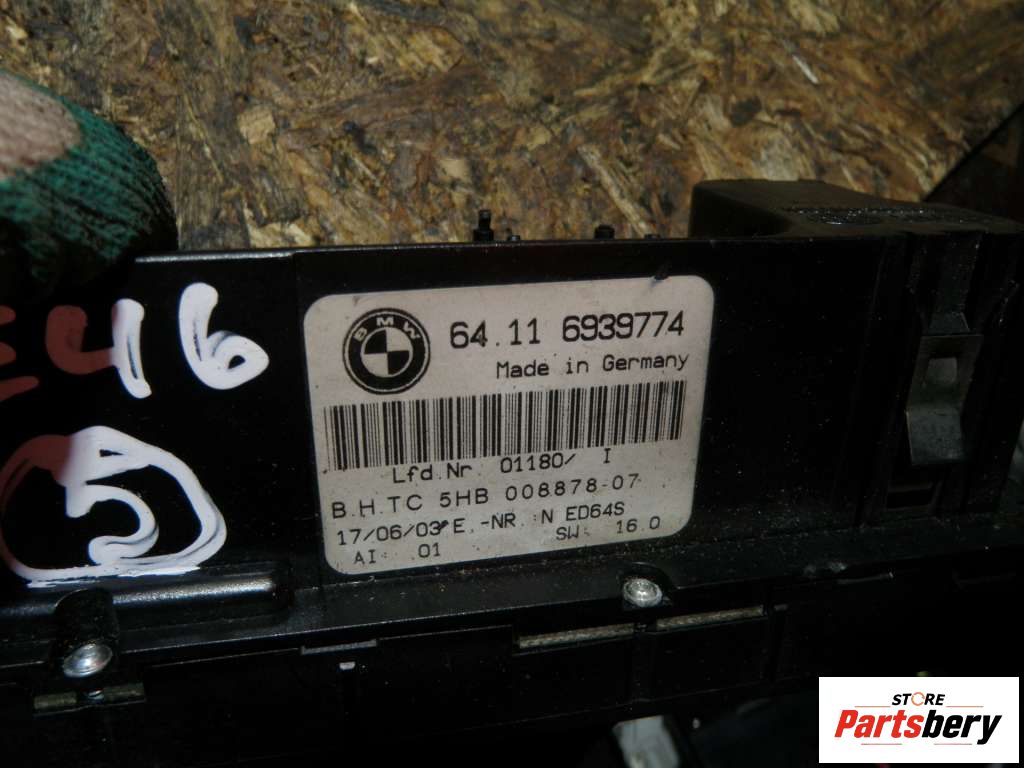 BMW
64.11 6939774
Made in Germany
Lfd.Nr. 01180/ I
B.H.TC 5HB 008878-07
17/06/03 E.-NR. N ED64S
AI: 01 SW: 16.0
E46
5
STORE
Partsbery